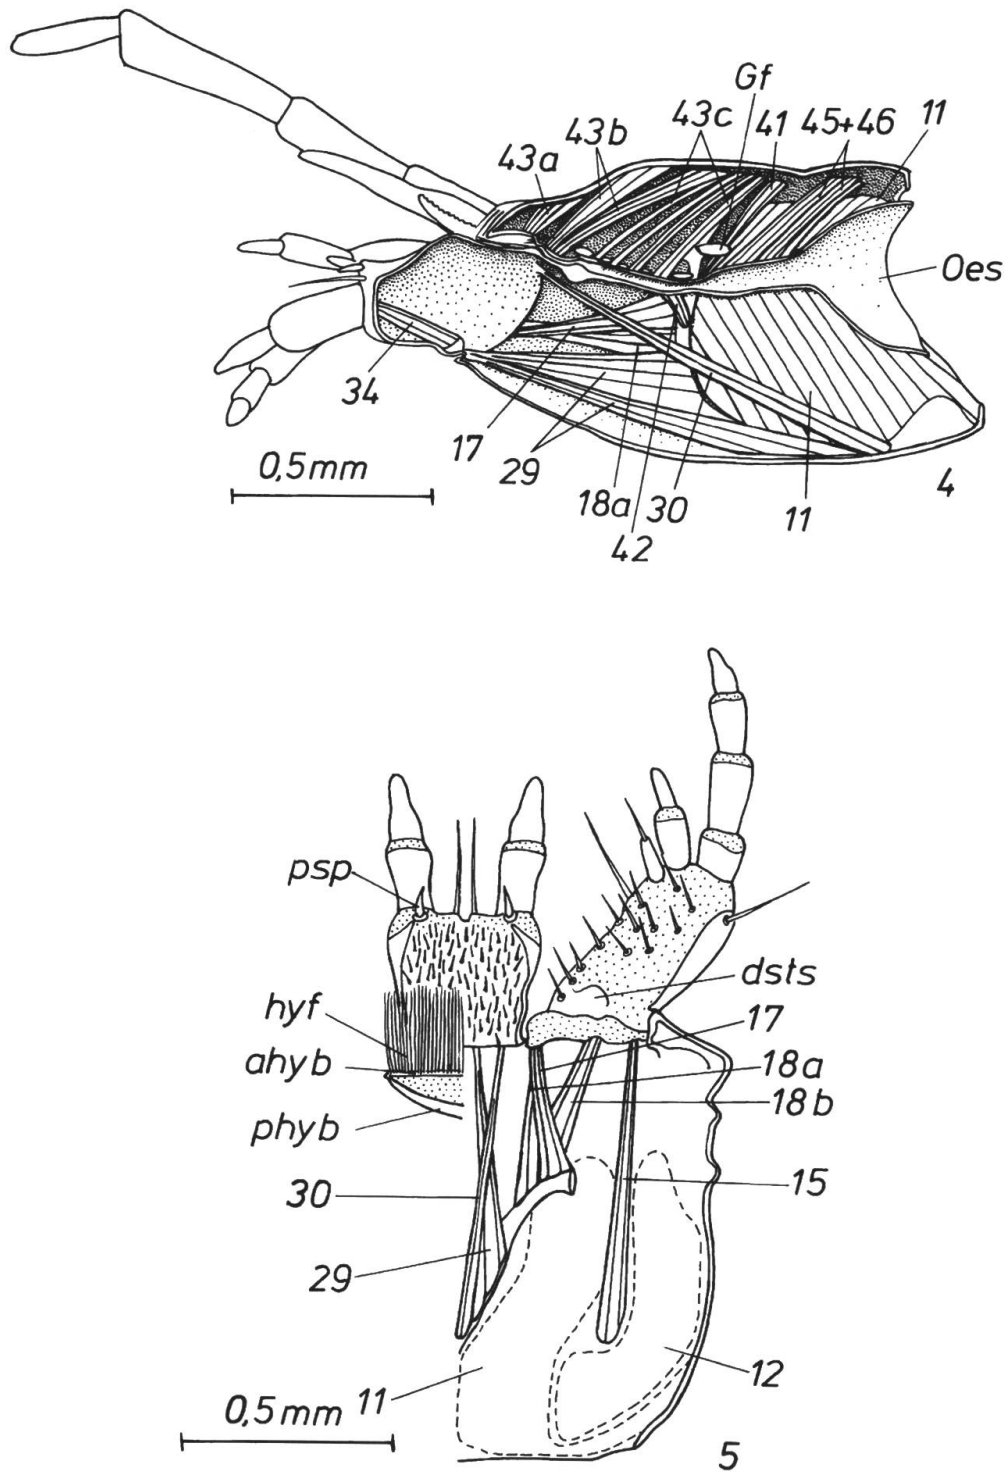 Gf
43a 43b 43c 41 45+46 11
Oes
34
17 29 18a 30 11
42
0,5mm
4
psp
hyf
ahyb
phyb
dsts
17
18a
18b
15
30
29
12
11
0,5mm
5